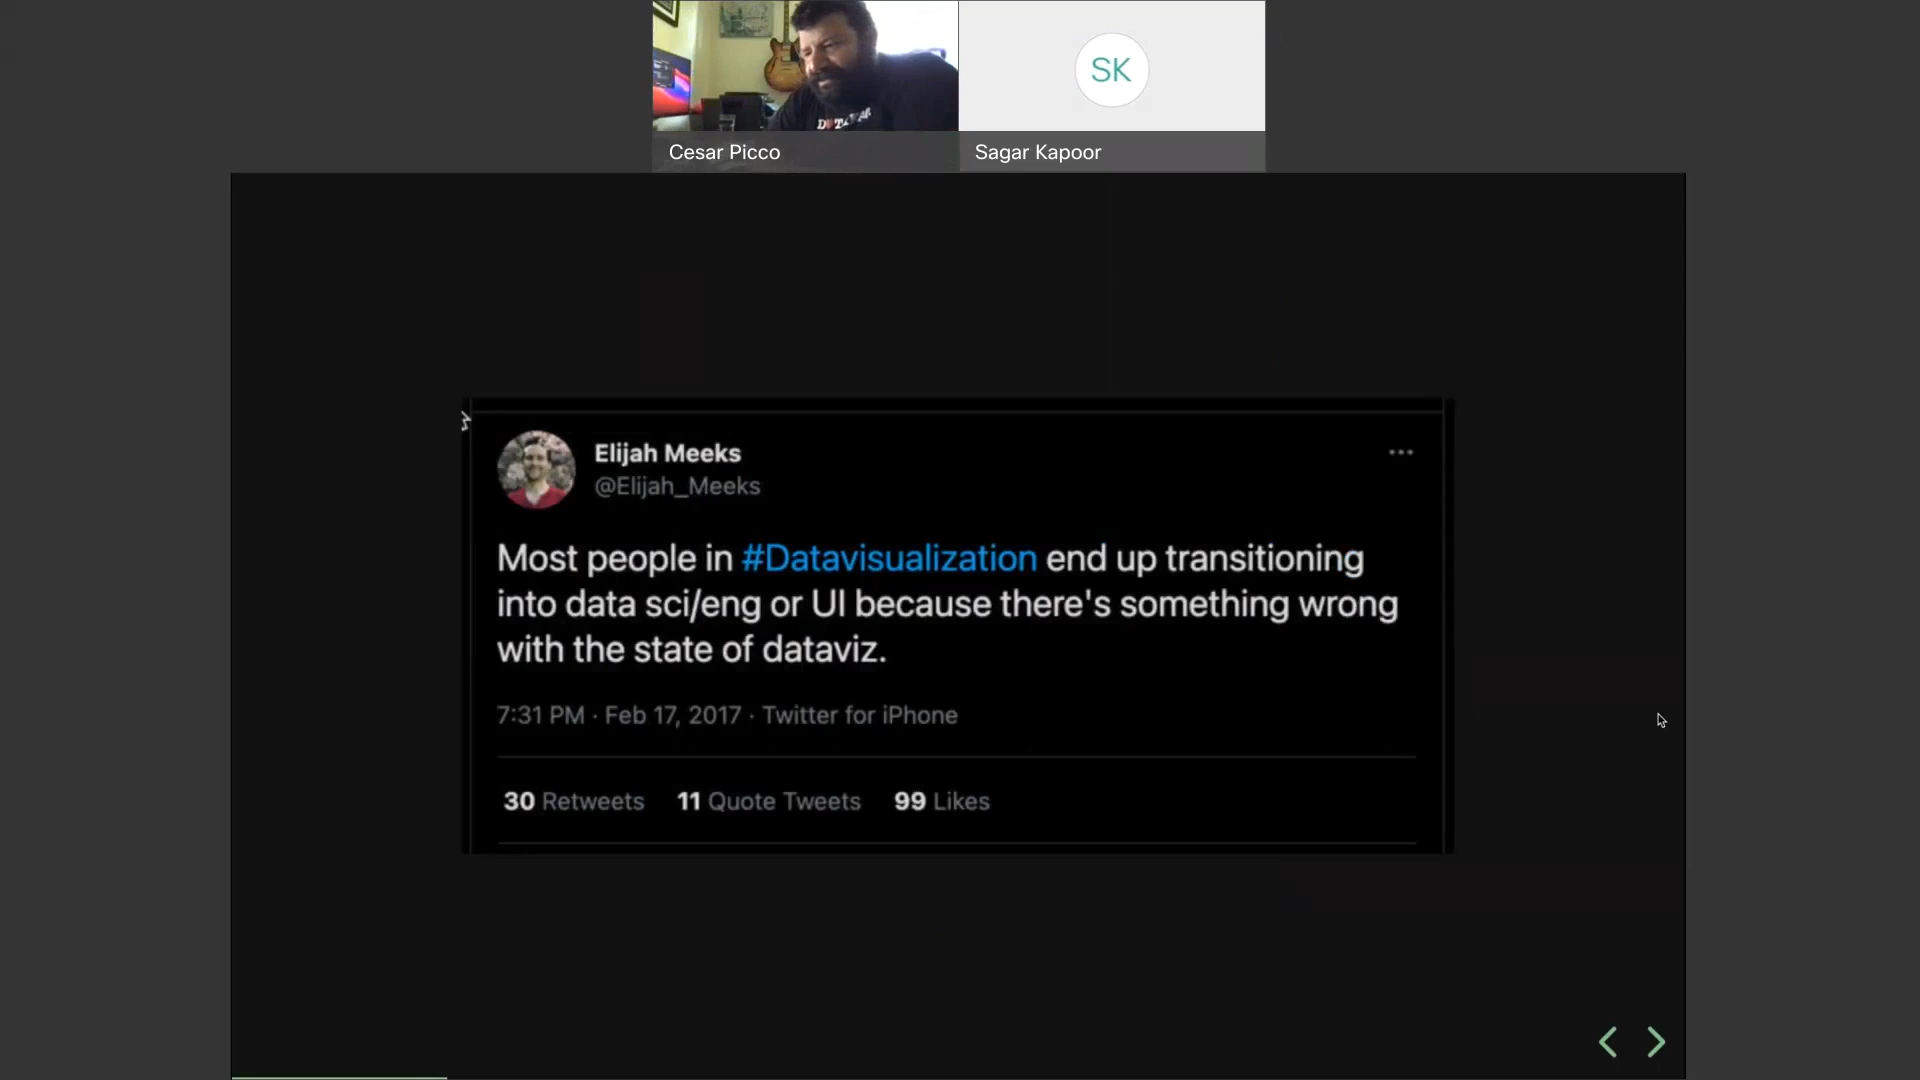 SK
Cesar Picco
Sagar Kapoor
Elijah Meeks
@Elijah_Meeks
Most people in #Datavisualization end up transitioning
into data sci/eng or UI because there's something wrong
with the state of dataviz.
7:31 PM · Feb 17, 2017 · Twitter for iPhone
30 Retweets 11 Quote Tweets 99 Likes